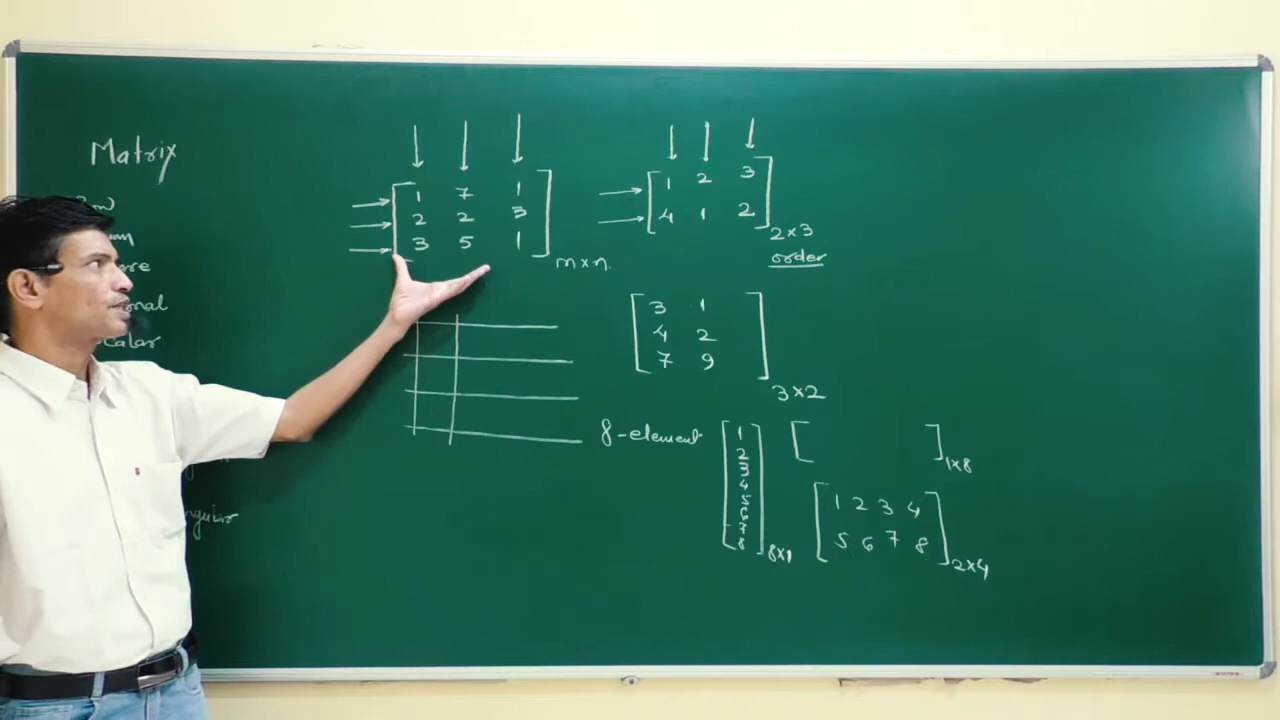 Matrix
1 7 1
2 2 3
3 5 1
m×n.
1 2 3
4 1 2
2×3
order
3 1
4 2
7 9
3×2
8-element
1
2
3
4
5
6
7
8
8×1
1×8
1 2 3 4
5 6 7 8
2×4